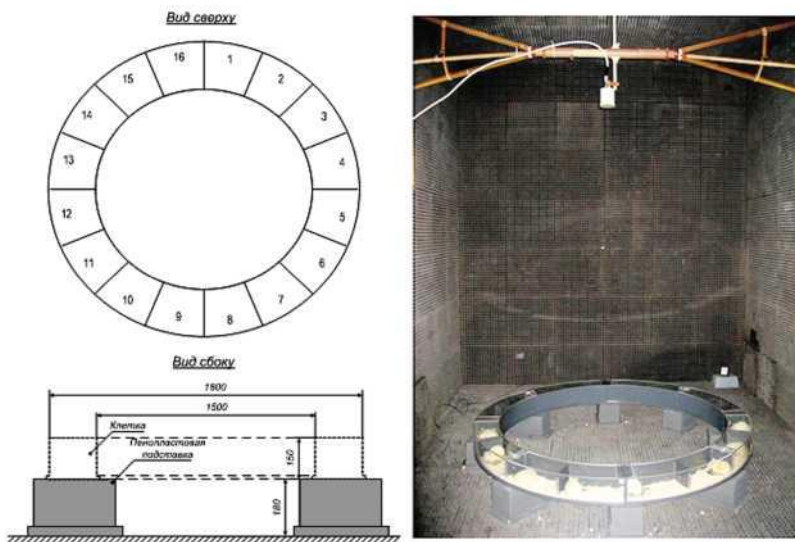 Вид сверху
16 1
15 2
14 3
13 4
12 5
11 6
10 7
9 8
Вид сбоку
1800
1500
Клетка
Пенопластовая
подставка
150
180